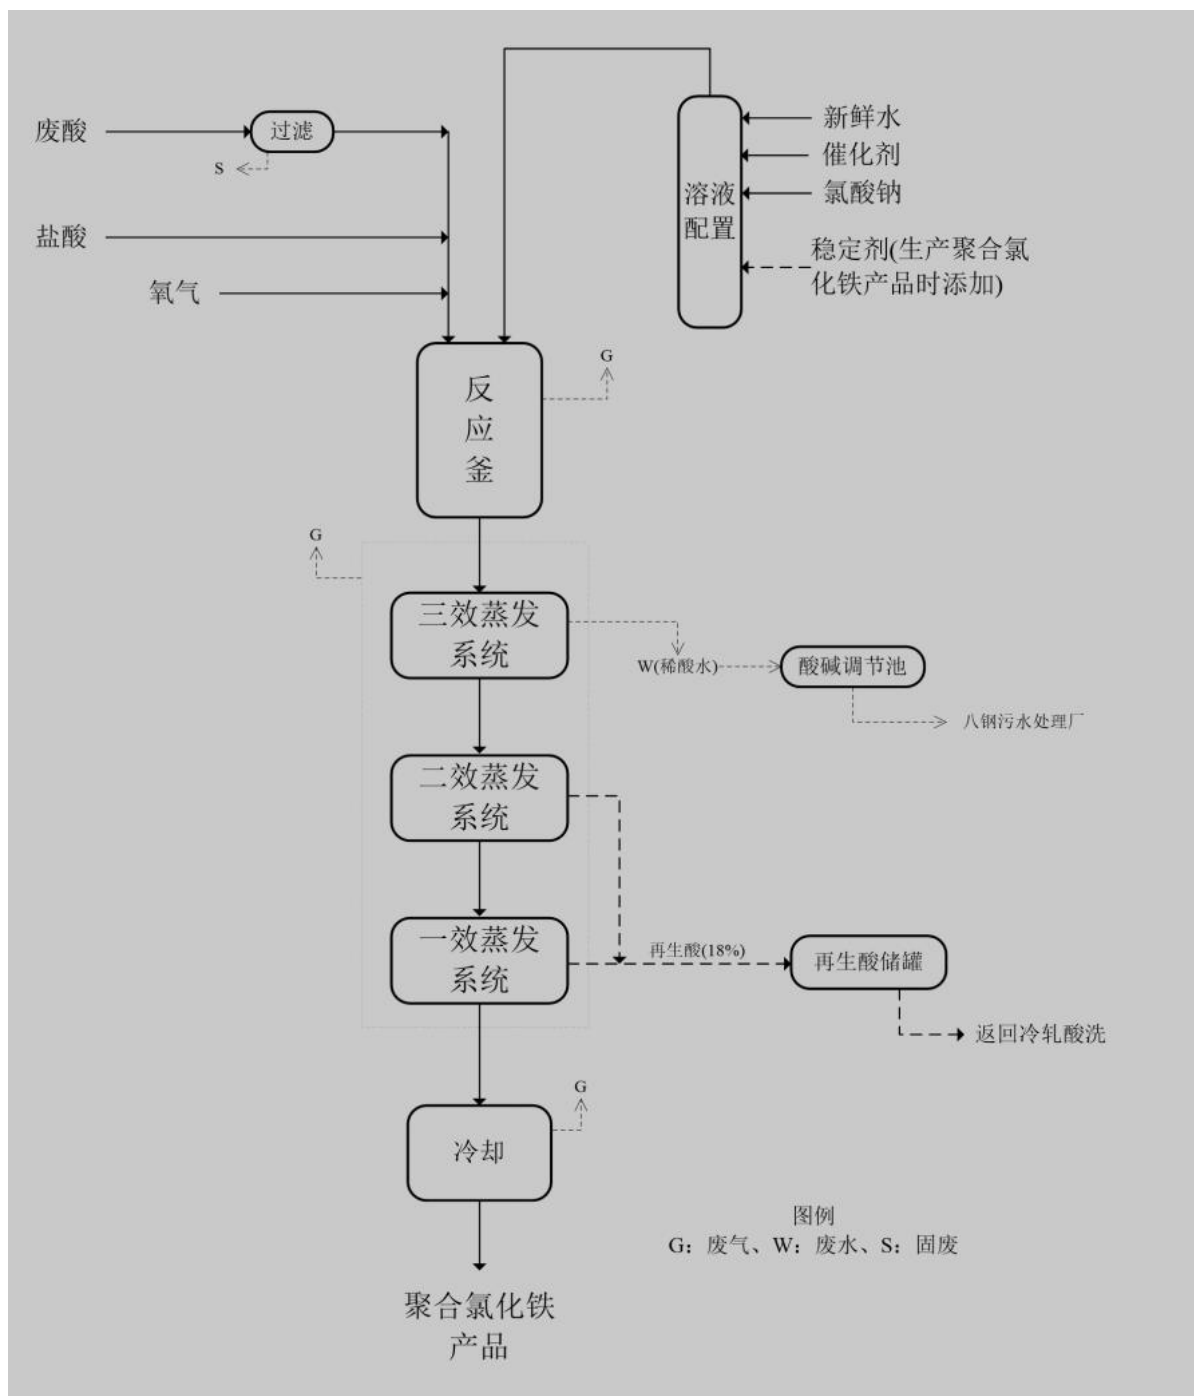 废酸
过滤
S
盐酸
氧气
新鲜水
催化剂
氯酸钠
溶液
配置
稳定剂(生产聚合氯
化铁产品时添加)
反
应
釜
G
G
三效蒸发
系统
W(稀酸水)
酸碱调节池
八钢污水处理厂
二效蒸发
系统
一效蒸发
系统
再生酸(18%)
再生酸储罐
返回冷轧酸洗
G
冷却
图例
G：废气、W：废水、S：固废
聚合氯化铁
产品